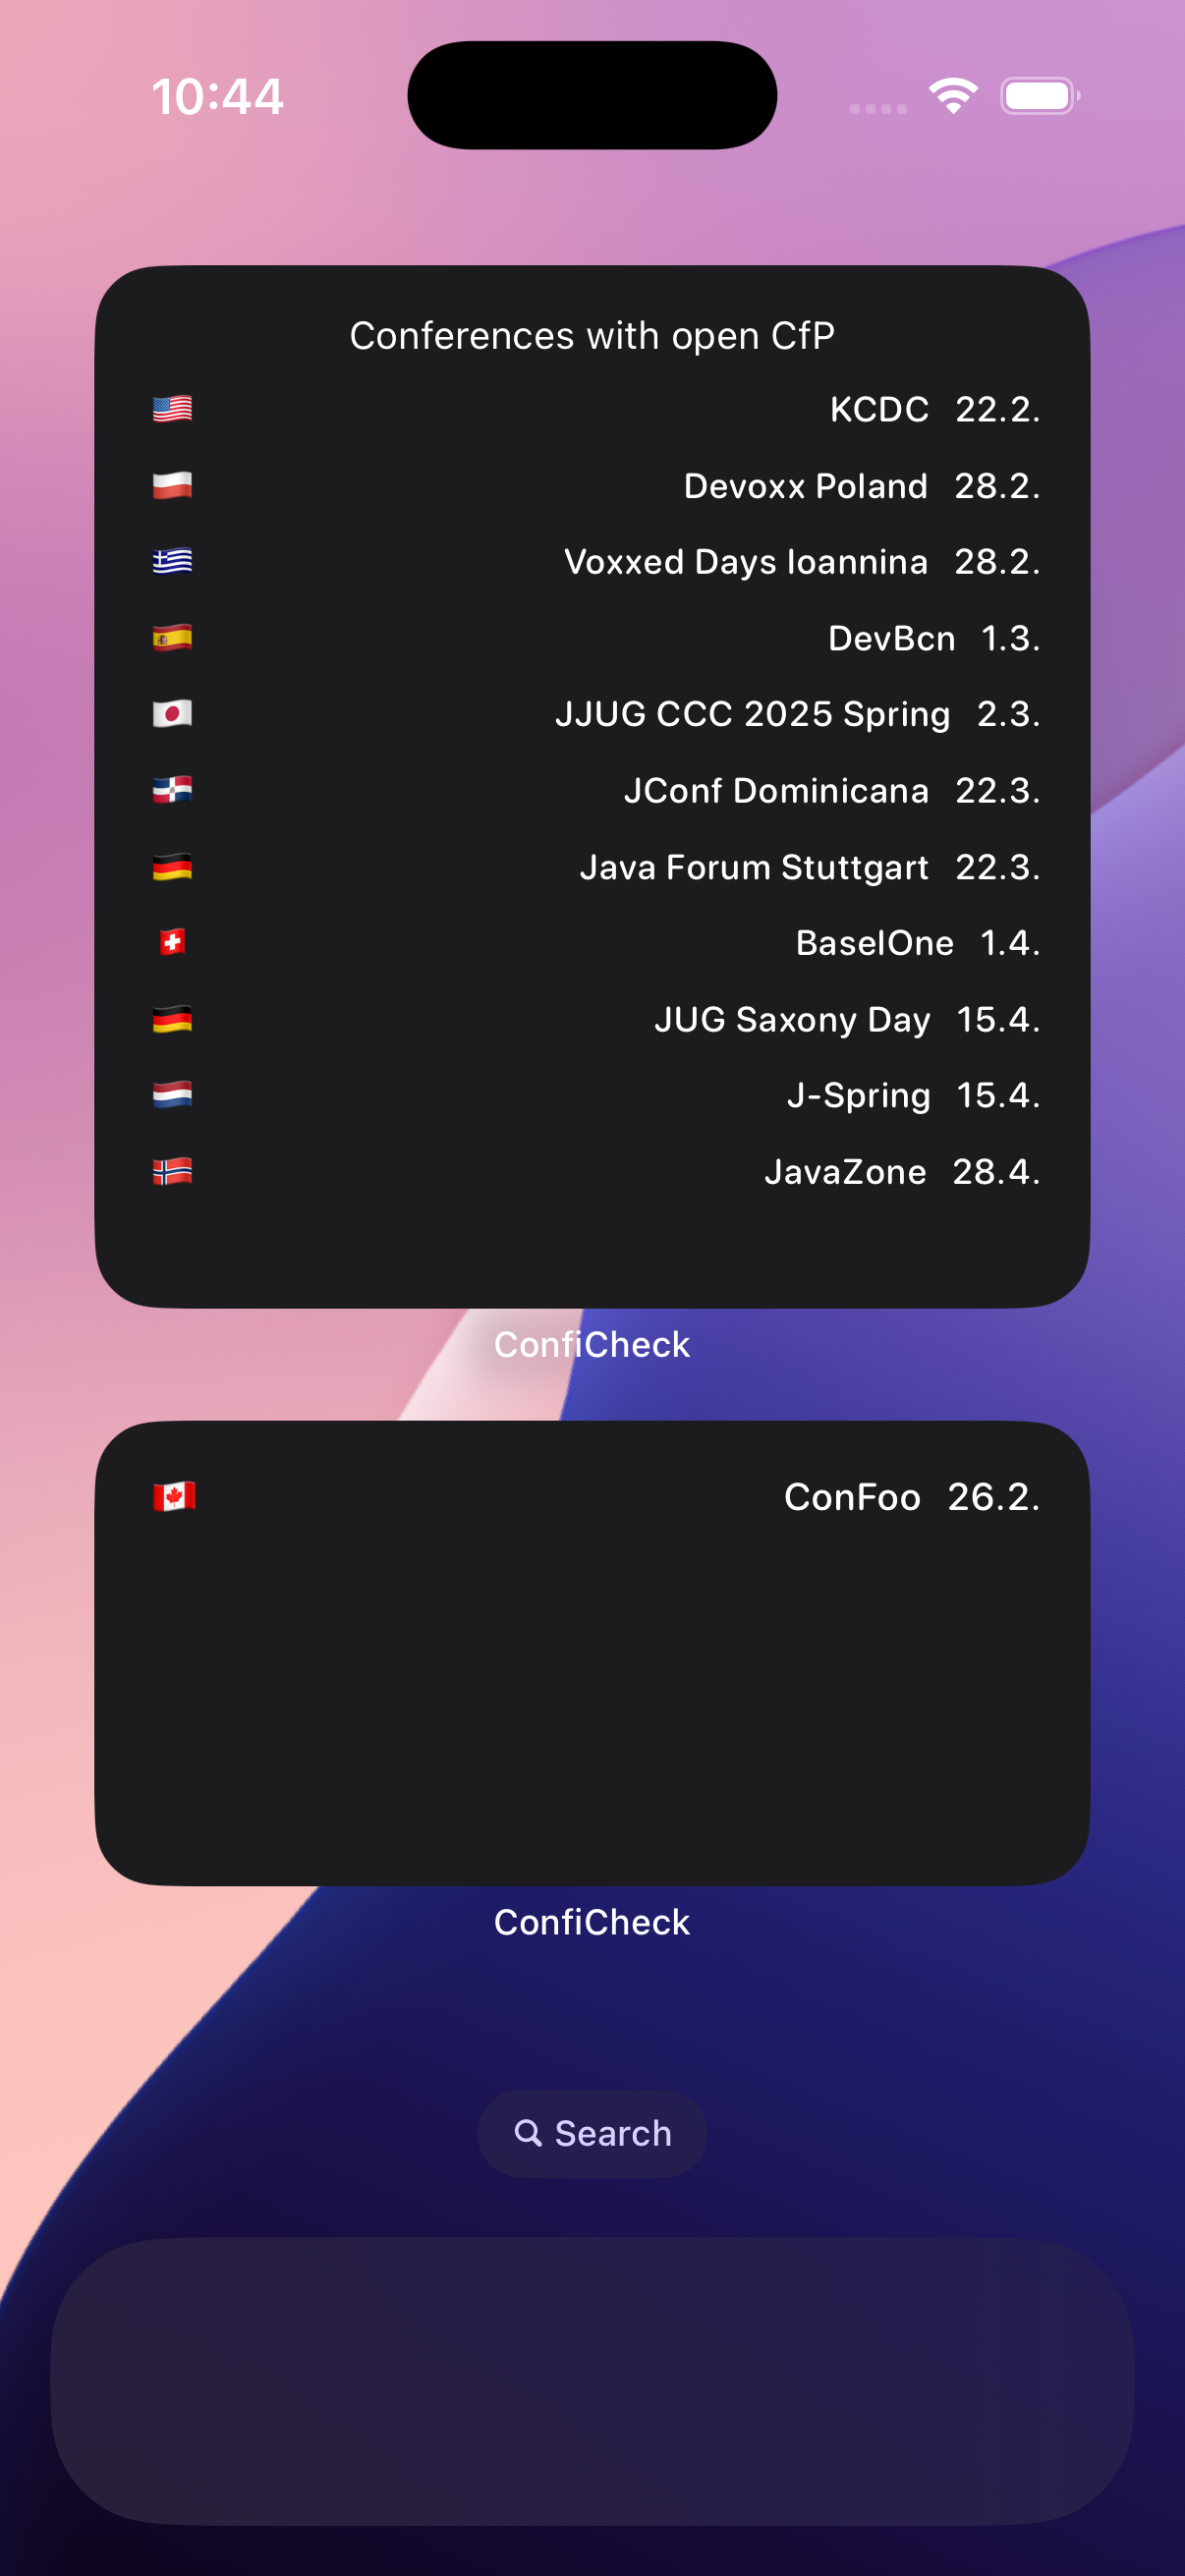 10:44
Conferences with open CfP
🇺🇸 KCDC 22.2.
🇵🇱 Devoxx Poland 28.2.
🇬🇷 Voxxed Days Ioannina 28.2.
🇪🇸 DevBcn 1.3.
🇯🇵 JJUG CCC 2025 Spring 2.3.
🇩🇴 JConf Dominicana 22.3.
🇩🇪 Java Forum Stuttgart 22.3.
🇨🇭 BaselOne 1.4.
🇩🇪 JUG Saxony Day 15.4.
🇳🇱 J-Spring 15.4.
🇳🇴 JavaZone 28.4.
ConfiCheck
🇨🇦 ConFoo 26.2.
ConfiCheck
Search